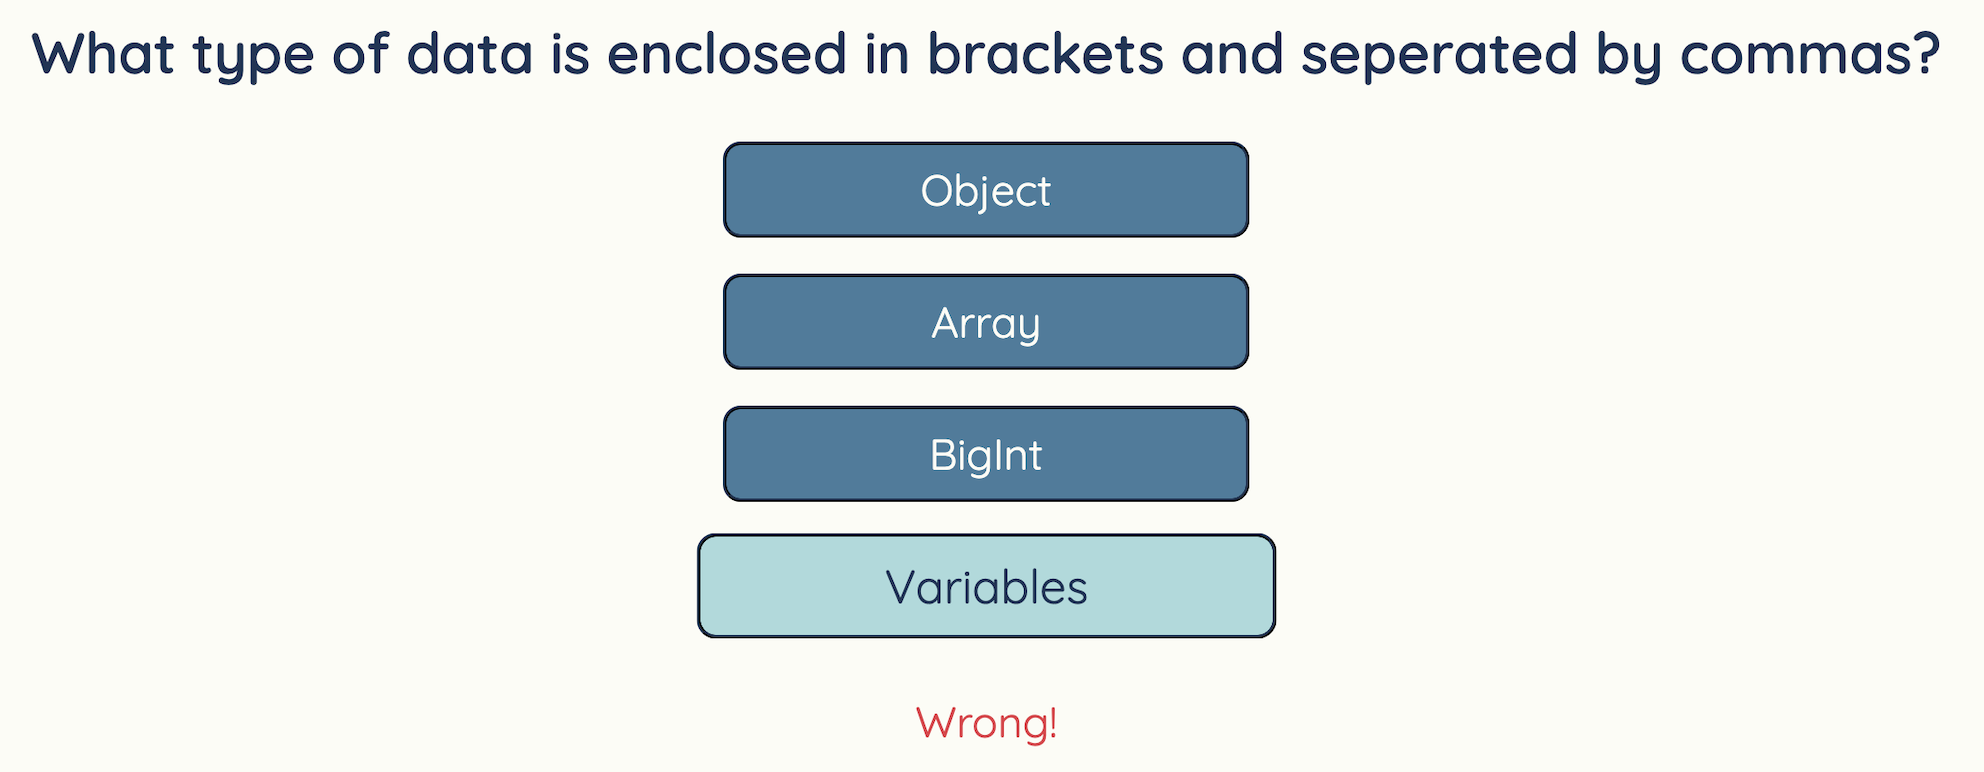 What type of data is enclosed in brackets and seperated by commas?
Object
Array
BigInt
Variables
Wrong!